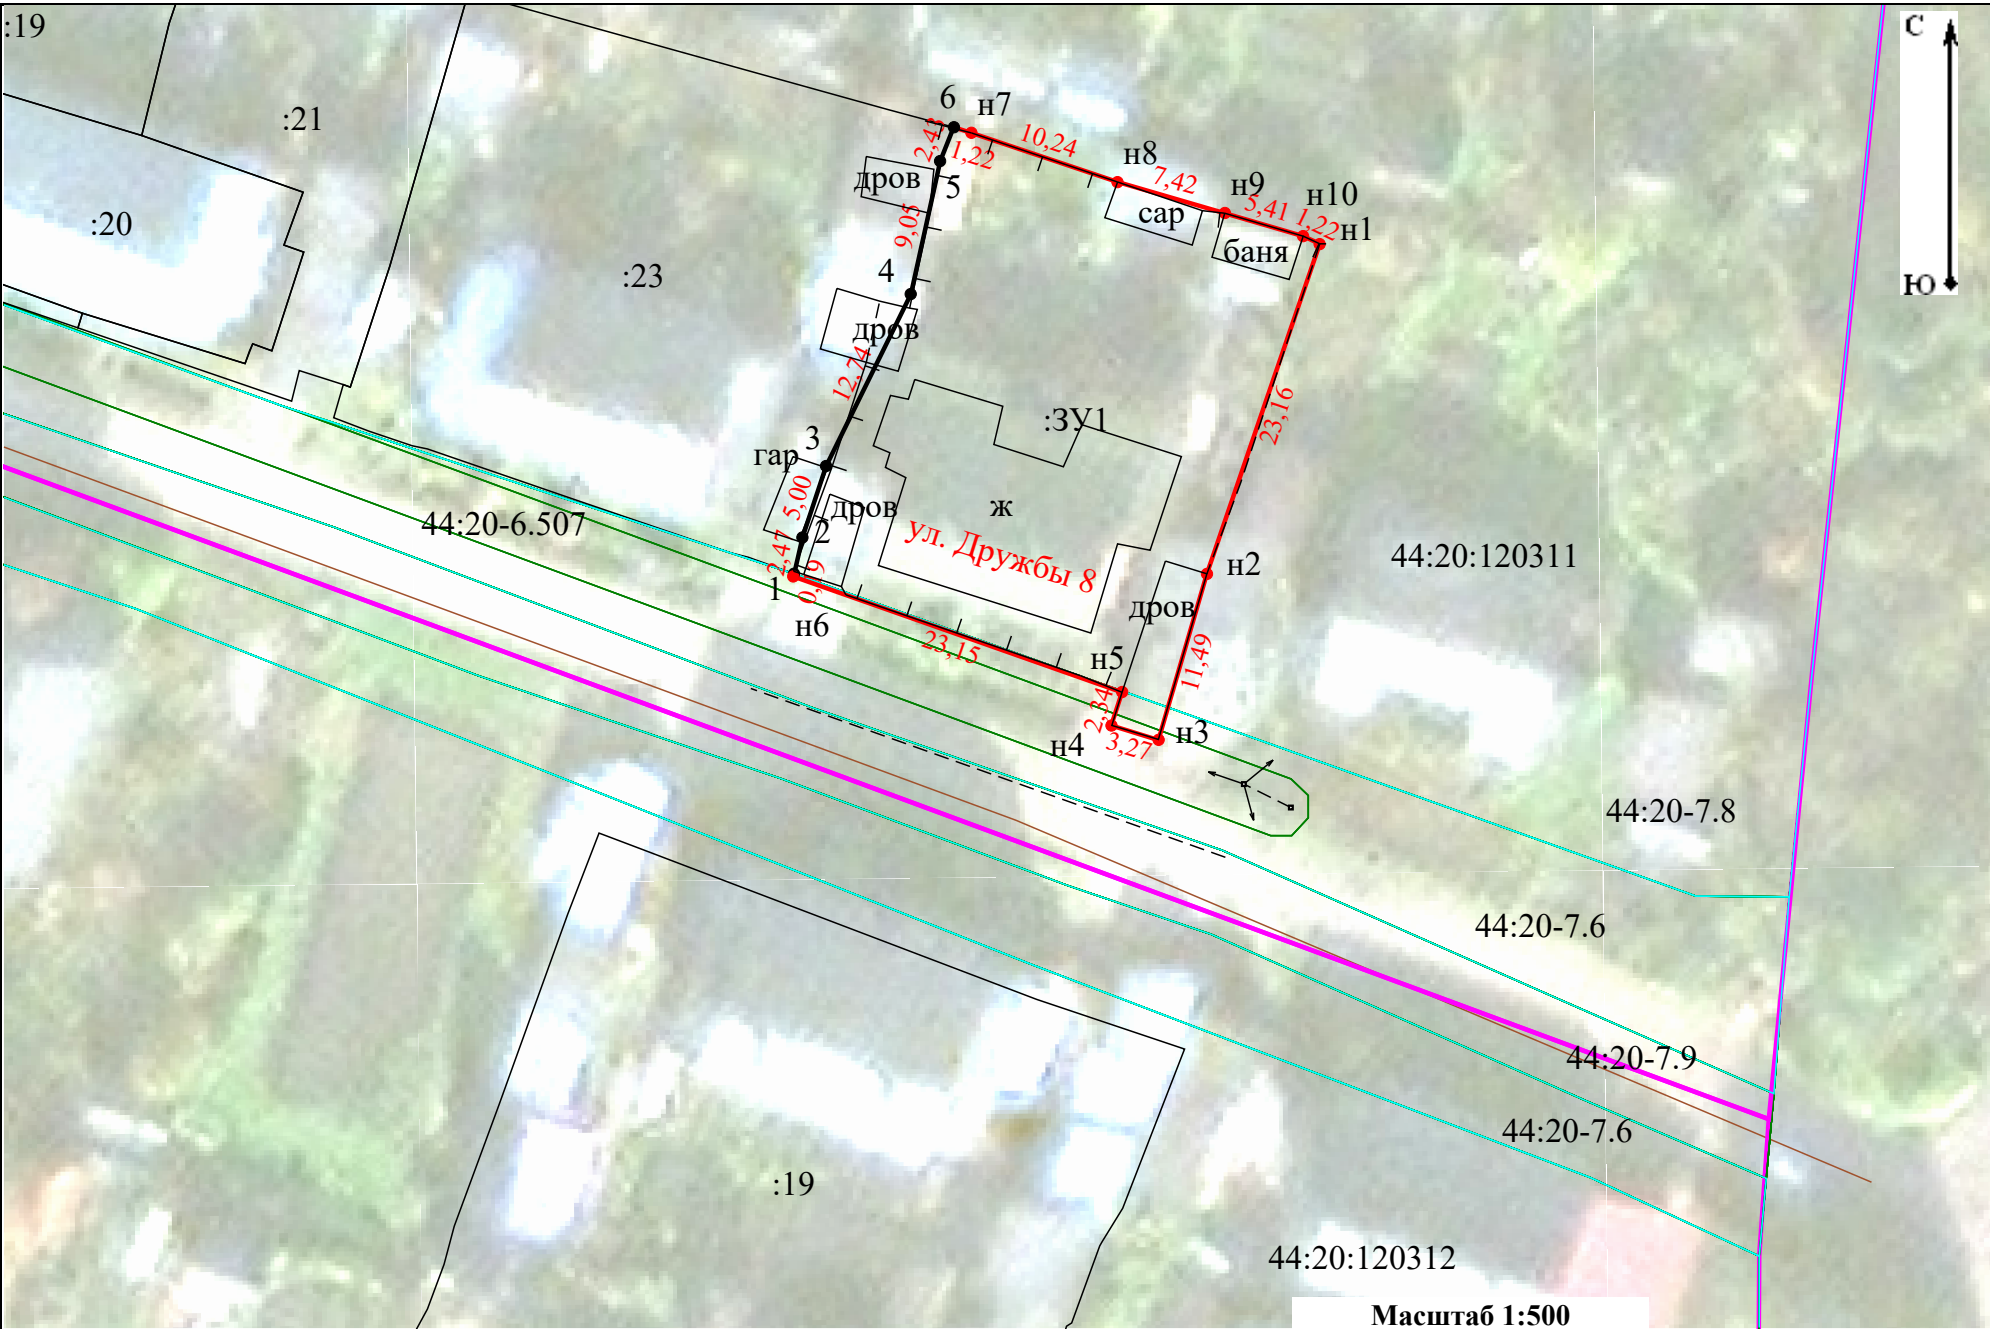 :19
С
6
н7
:21
2,43
1,22
10,24
н8
7,42
н9
н10
5,41
1,22
н1
дров
5
сар
баня
:20
9,05
:23
4
Ю
дров
12,74
23,16
:ЗУ1
3
гар
5,00
дров
ж
44:20-6.507
2
ул. Дружбы 8
44:20:120311
2,47
н2
1
0,19
дров
н6
23,15
11,49
н5
2,34
н4
3,27
н3
44:20-7.8
44:20-7.6
44:20-7.9
44:20-7.6
:19
44:20:120312
Масштаб 1:500